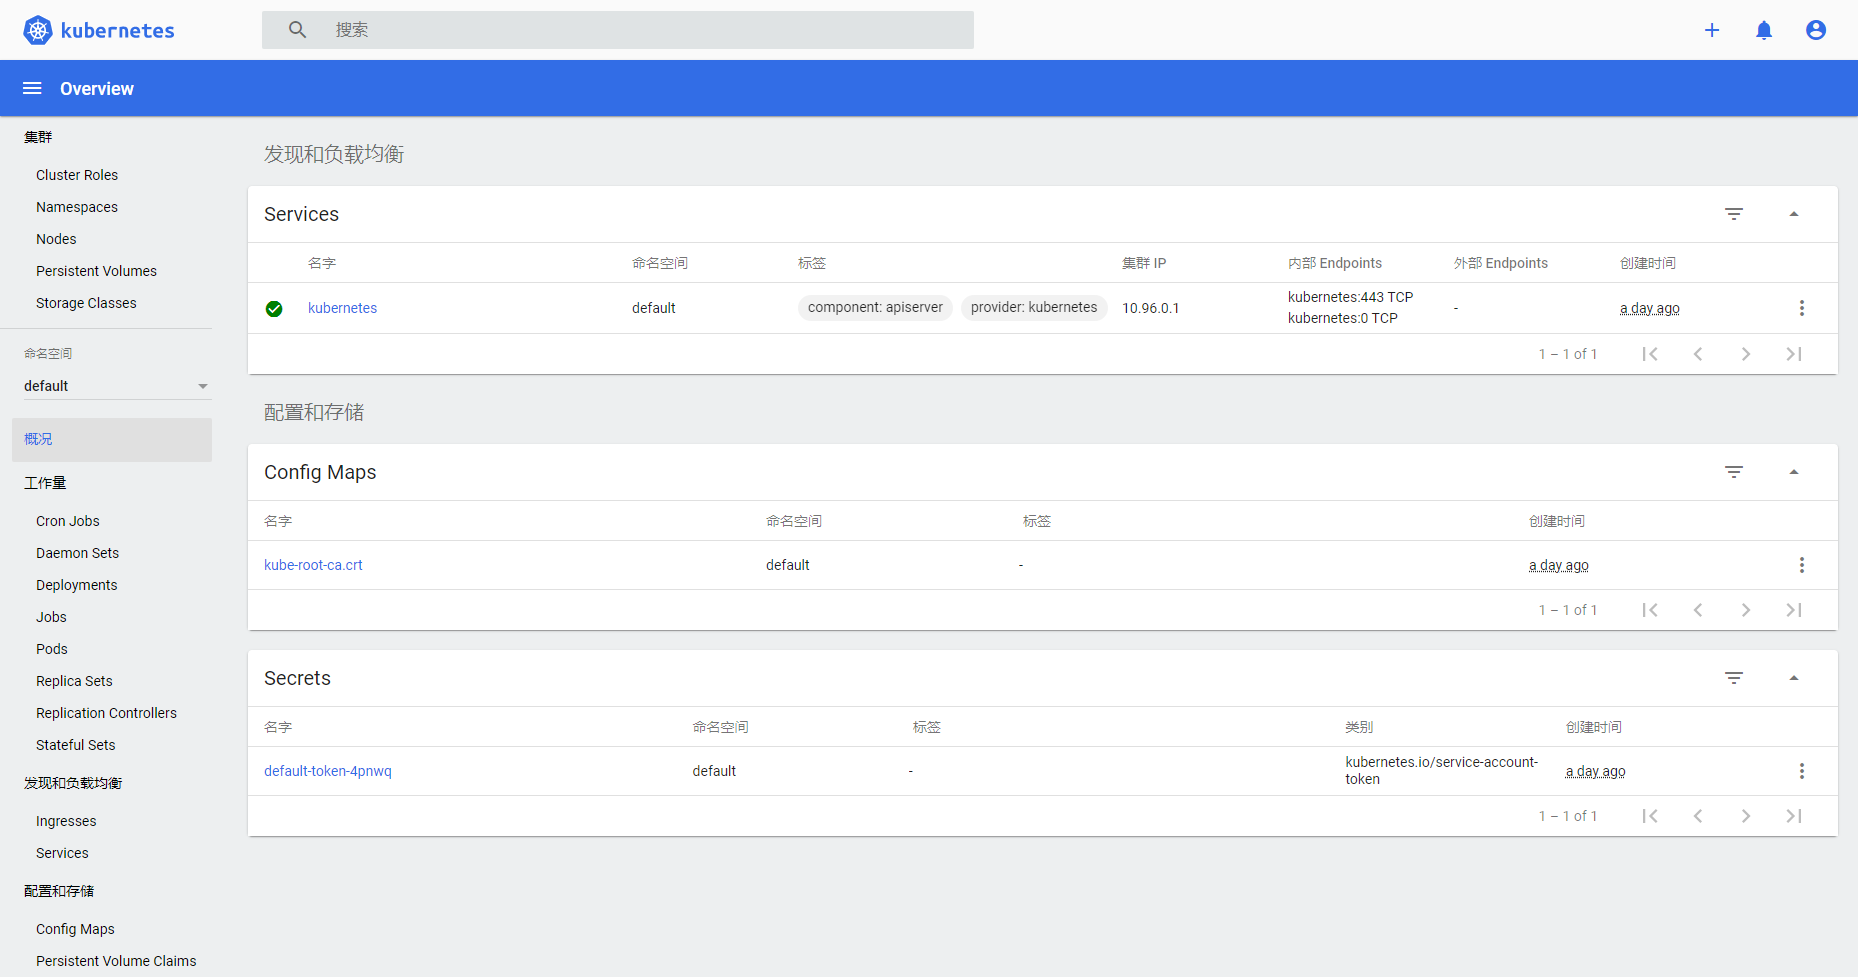 kubernetes
搜索
Overview
集群
Cluster Roles
Namespaces
Nodes
Persistent Volumes
Storage Classes
命名空间
default
概况
工作量
Cron Jobs
Daemon Sets
Deployments
Jobs
Pods
Replica Sets
Replication Controllers
Stateful Sets
发现和负载均衡
Ingresses
Services
配置和存储
Config Maps
Persistent Volume Claims
发现和负载均衡
Services
名字 命名空间 标签 集群 IP 内部 Endpoints 外部 Endpoints 创建时间
kubernetes default component: apiserver provider: kubernetes 10.96.0.1 kubernetes:443 TCP - a day ago
kubernetes:0 TCP
1 – 1 of 1
配置和存储
Config Maps
名字 命名空间 标签 创建时间
kube-root-ca.crt default - a day ago
1 – 1 of 1
Secrets
名字 命名空间 标签 类别 创建时间
default-token-4pnwq default - kubernetes.io/service-account- a day ago
token
1 – 1 of 1